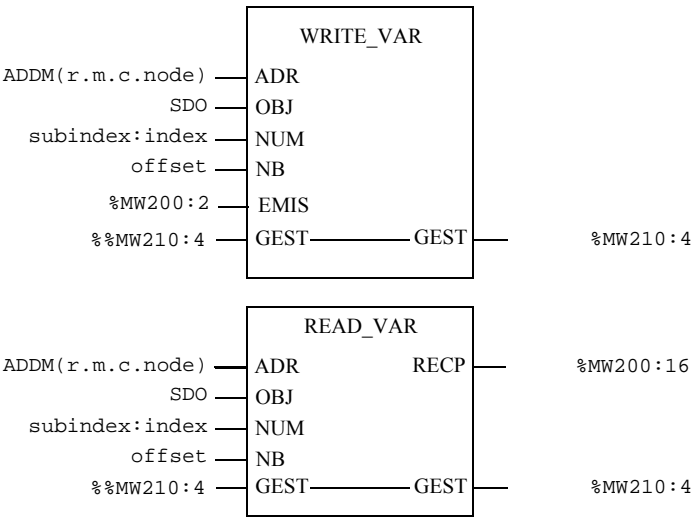 WRITE_VAR
ADDM(r.m.c.node) ADR
SDO OBJ
subindex:index NUM
offset NB
%MW200:2 EMIS
%%MW210:4 GEST GEST %MW210:4
READ_VAR
ADDM(r.m.c.node) ADR RECP %MW200:16
SDO OBJ
subindex:index NUM
offset NB
%%MW210:4 GEST GEST %MW210:4